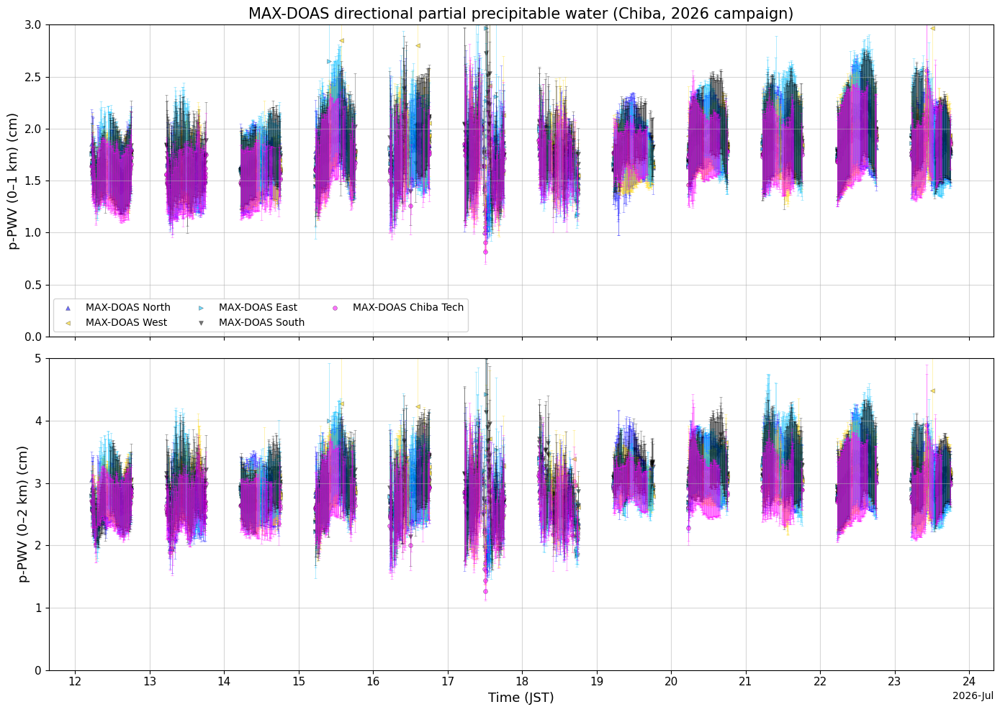 MAX-DOAS directional partial precipitable water (Chiba, 2026 campaign)
p-PWV (0–1 km) (cm)
3.0
2.5
2.0
1.5
1.0
0.5
0.0
MAX-DOAS North
MAX-DOAS West
MAX-DOAS East
MAX-DOAS South
MAX-DOAS Chiba Tech
p-PWV (0–2 km) (cm)
5
4
3
2
1
0
12 13 14 15 16 17 18 19 20 21 22 23 24
Time (JST)
2026-Jul